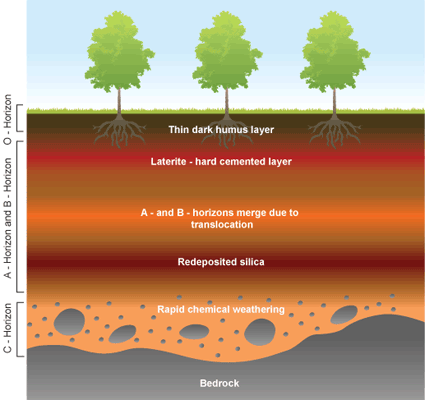 O - Horizon
Thin dark humus layer
A - Horizon and B - Horizon
Laterite - hard cemented layer
A - and B - horizons merge due to
translocation
Redeposited silica
C - Horizon
Rapid chemical weathering
Bedrock